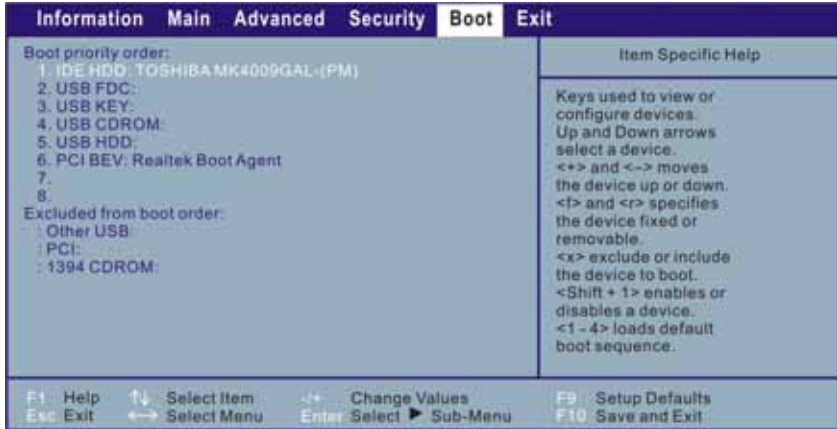 Information Main Advanced Security Boot Exit
Boot priority order:
1. IDE HDD: TOSHIBA MK4009GAL-(PM)
2. USB FDC:
3. USB KEY:
4. USB CDROM:
5. USB HDD:
6. PCI BEV: Realtek Boot Agent
7.
8.
Excluded from boot order:
: Other USB:
: PCI:
: 1394 CDROM:
Item Specific Help
Keys used to view or
configure devices.
Up and Down arrows
select a device.
<+> and <-> moves
the device up or down.
<f> and <r> specifies
the device fixed or
removable.
<x> exclude or include
the device to boot.
<Shift + 1> enables or
disables a device.
<1 - 4> loads default
boot sequence.
F1 Help ↑↓ Select Item -/+ Change Values F9 Setup Defaults
Esc Exit ←→ Select Menu Enter Select ▶ Sub-Menu F10 Save and Exit